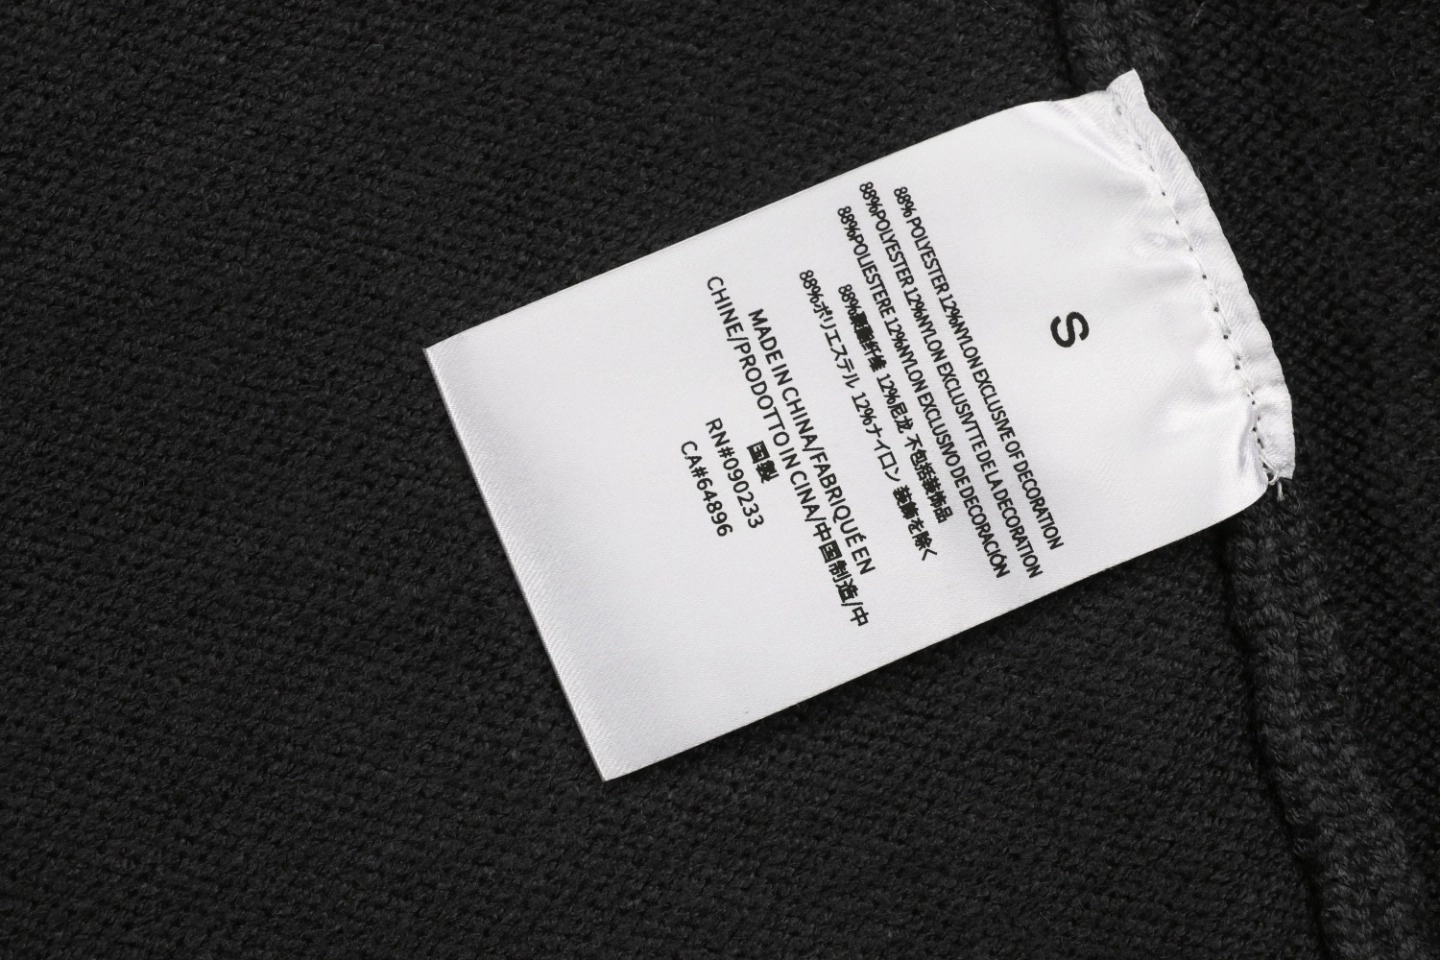 S
88% POLYESTER 12%NYLON EXCLUSIVE OF DECORATION
88%POLYESTER 12%NYLON EXCLUSIVTTE DE LA DECORATION
88%POLIESTERE 12%NYLON EXCLUSIVO DE DECORACIÓN
88%聚酯纤维 12%尼龙 不包括装饰品
88%ポリエステル 12%ナイロン 装飾を除く
MADE IN CHINA/FABRIQUÉ EN
CHINE/PRODOTTO IN CINA/中国制造/中
国製
RN#090233
CA#64896